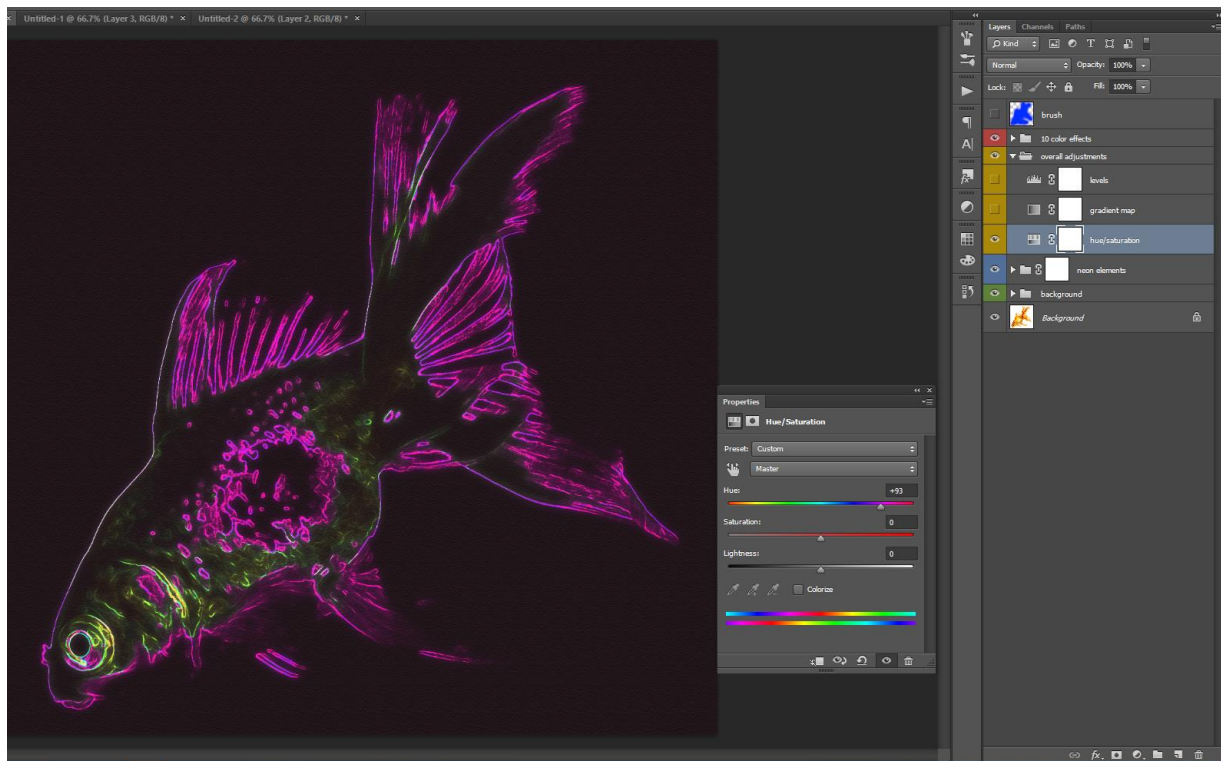 Untitled-1 @ 66.7% (Layer 3, RGB/8) * × Untitled-2 @ 66.7% (Layer 2, RGB/8) * ×
Layers Channels Paths
Kind
Normal Opacity: 100%
Lock: Fill: 100%
brush
10 color effects
overall adjustments
levels
gradient map
hue/saturation
neon elements
background
Background
Properties
Hue/Saturation
Preset: Custom
Master
Hue: +93
Saturation: 0
Lightness: 0
Colorize